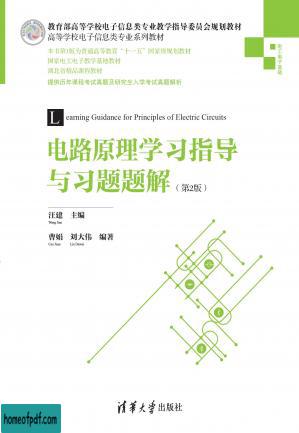 教育部高等学校电子信息类专业教学指导委员会规划教材
高等学校电子信息类专业系列教材
本书第1版为普通高等教育“十一五”国家级规划教材
国家电工电子教学基地教材
湖北省精品课程教材
提供历年课程考试真题及研究生入学考试真题解析
Learning Guidance for Principles of Electric Circuits
电路原理学习指导
与习题题解（第2版）
汪建 主编
Wang Jian
曹娟 刘大伟 编著
Cao Juan Liu Dawei
清华大学出版社
homeofpdf.com